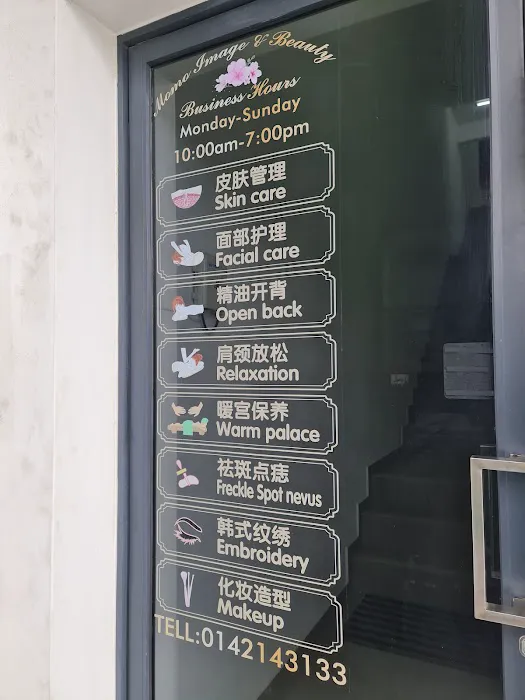 Momo Image & Beauty
Business Hours
Monday-Sunday
10:00am-7:00pm
皮肤管理
Skin care
面部护理
Facial care
精油开背
Open back
肩颈放松
Relaxation
暖宫保养
Warm palace
祛斑点痣
Freckle Spot nevus
韩式纹绣
Embroidery
化妆造型
Makeup
TELL:0142143133